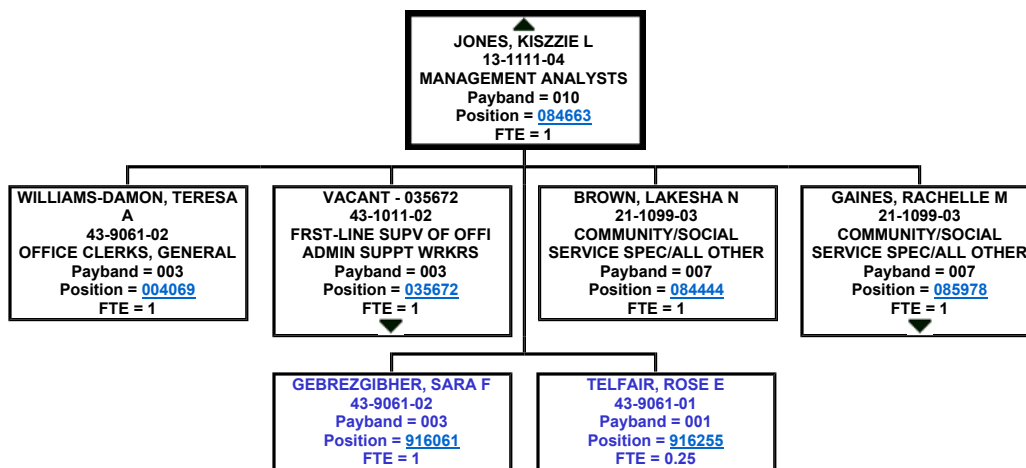 JONES, KISZZIE L
13-1111-04
MANAGEMENT ANALYSTS
Payband = 010
Position = 084663
FTE = 1
WILLIAMS-DAMON, TERESA
A
43-9061-02
OFFICE CLERKS, GENERAL
Payband = 003
Position = 004069
FTE = 1
VACANT - 035672
43-1011-02
FRST-LINE SUPV OF OFFI
ADMIN SUPPT WRKRS
Payband = 003
Position = 035672
FTE = 1
BROWN, LAKESHA N
21-1099-03
COMMUNITY/SOCIAL
SERVICE SPEC/ALL OTHER
Payband = 007
Position = 084444
FTE = 1
GAINES, RACHELLE M
21-1099-03
COMMUNITY/SOCIAL
SERVICE SPEC/ALL OTHER
Payband = 007
Position = 085978
FTE = 1
GEBREZGIBHER, SARA F
43-9061-02
Payband = 003
Position = 916061
FTE = 1
TELFAIR, ROSE E
43-9061-01
Payband = 001
Position = 916255
FTE = 0.25